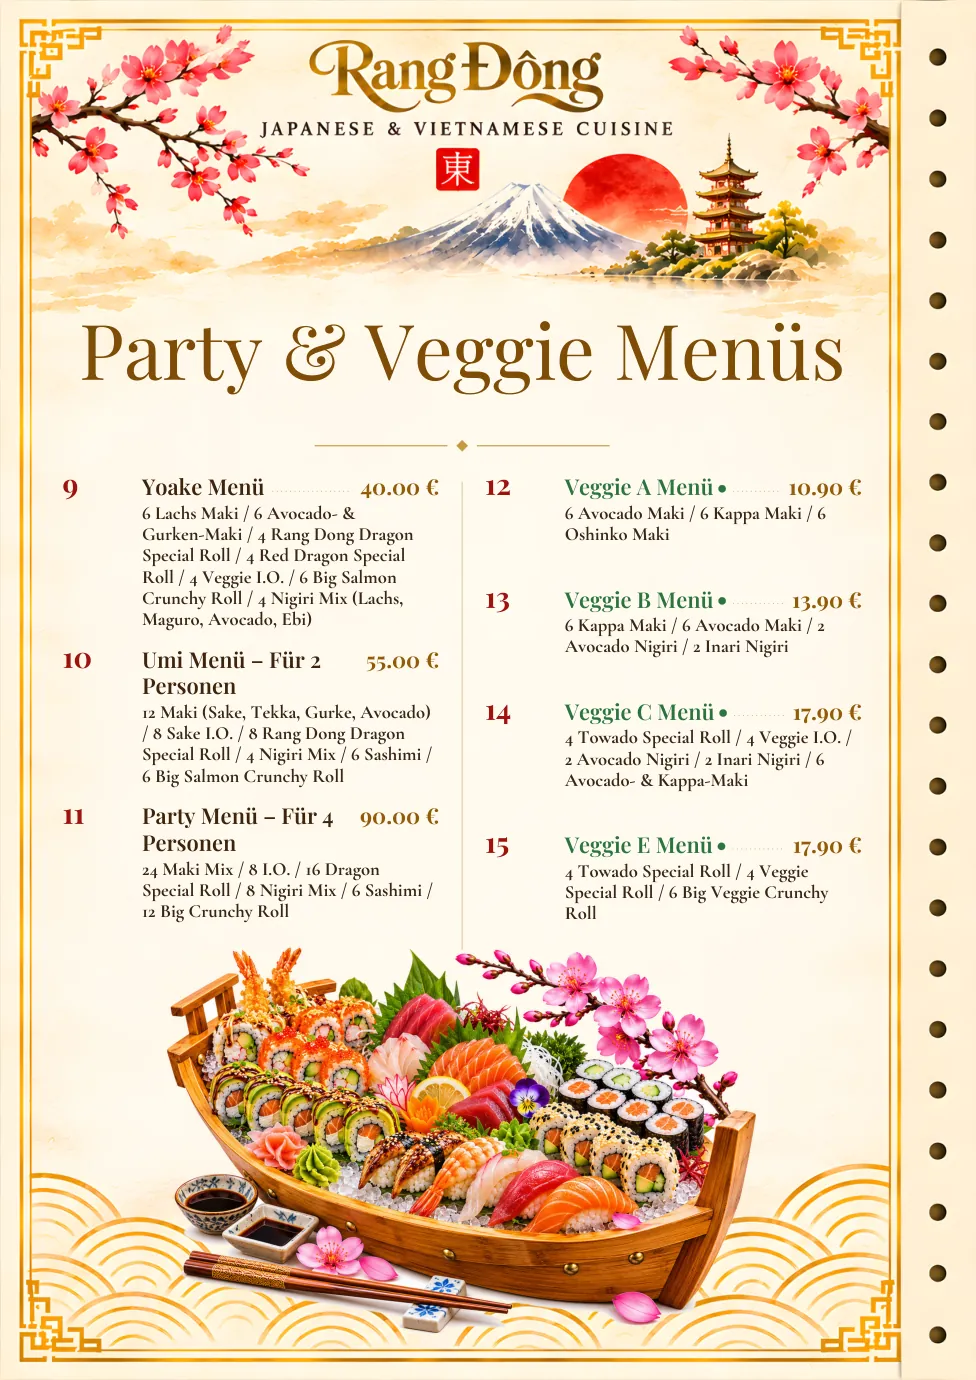 Rang Đông
JAPANESE & VIETNAMESE CUISINE
東
Party & Veggie Menüs
9 Yoake Menü 40.00 €
6 Lachs Maki / 6 Avocado- &
Gurken-Maki / 4 Rang Dong Dragon
Special Roll / 4 Red Dragon Special
Roll / 4 Veggie I.O. / 6 Big Salmon
Crunchy Roll / 4 Nigiri Mix (Lachs,
Maguro, Avocado, Ebi)
10 Umi Menü – Für 2 55.00 €
Personen
12 Maki (Sake, Tekka, Gurke, Avocado)
/ 8 Sake I.O. / 8 Rang Dong Dragon
Special Roll / 4 Nigiri Mix / 6 Sashimi /
6 Big Salmon Crunchy Roll
11 Party Menü – Für 4 90.00 €
Personen
24 Maki Mix / 8 I.O. / 16 Dragon
Special Roll / 8 Nigiri Mix / 6 Sashimi /
12 Big Crunchy Roll
12 Veggie A Menü • 10.90 €
6 Avocado Maki / 6 Kappa Maki / 6
Oshinko Maki
13 Veggie B Menü • 13.90 €
6 Kappa Maki / 6 Avocado Maki / 2
Avocado Nigiri / 2 Inari Nigiri
14 Veggie C Menü • 17.90 €
4 Towado Special Roll / 4 Veggie I.O. /
2 Avocado Nigiri / 2 Inari Nigiri / 6
Avocado- & Kappa-Maki
15 Veggie E Menü • 17.90 €
4 Towado Special Roll / 4 Veggie
Special Roll / 6 Big Veggie Crunchy
Roll